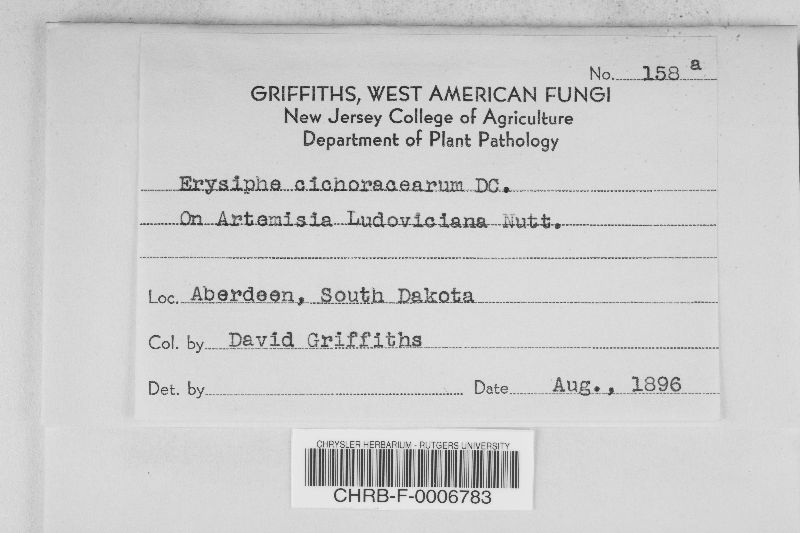 No. 158 a
GRIFFITHS, WEST AMERICAN FUNGI
New Jersey College of Agriculture
Department of Plant Pathology
Erysiphe cichoracearum DC.
On Artemisia Ludoviciana Nutt.
Loc. Aberdeen, South Dakota
Col. by David Griffiths
Det. by Date Aug., 1896
CHRYSLER HERBARIUM - RUTGERS UNIVERSITY
CHRB-F-0006783